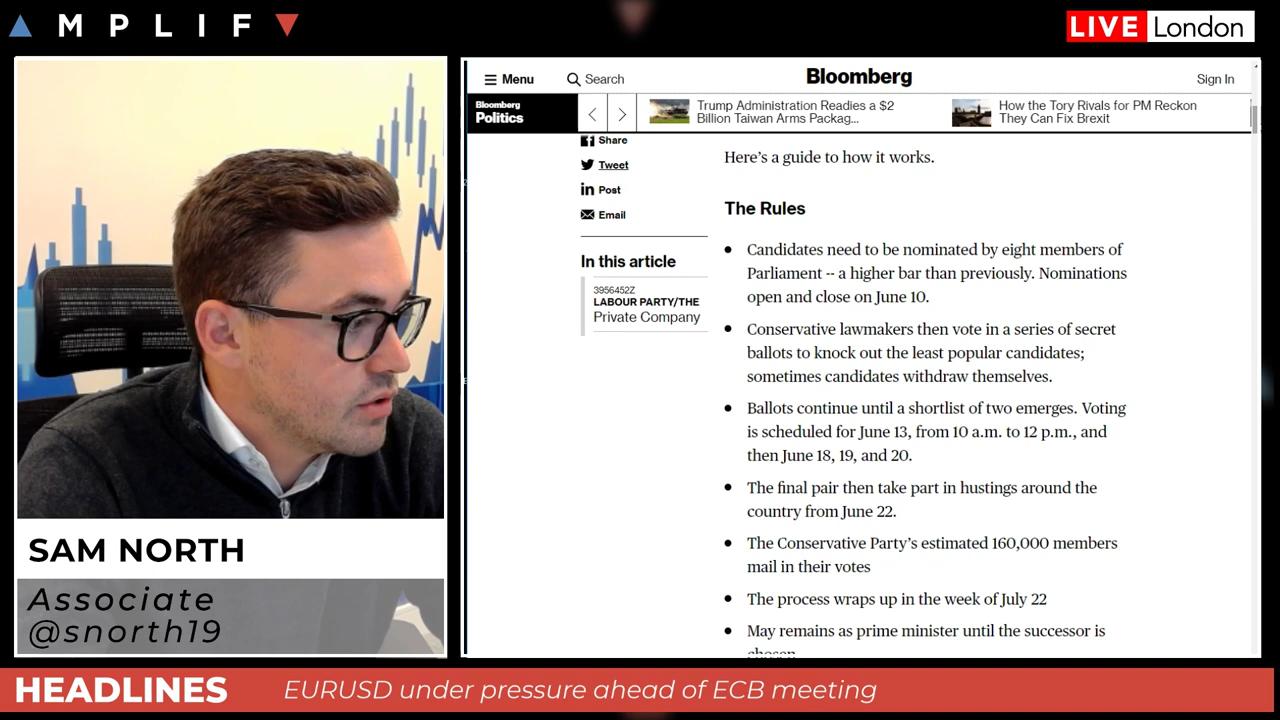 MPLIF
LIVE London
Menu
Search
Bloomberg
Sign In
Bloomberg
Politics
Trump Administration Readies a $2
Billion Taiwan Arms Packag...
How the Tory Rivals for PM Reckon
They Can Fix Brexit
Share
Tweet
Post
Email
In this article
3956452Z
LABOUR PARTY/THE
Private Company
Here’s a guide to how it works.
The Rules
• Candidates need to be nominated by eight members of
Parliament -- a higher bar than previously. Nominations
open and close on June 10.
• Conservative lawmakers then vote in a series of secret
ballots to knock out the least popular candidates;
sometimes candidates withdraw themselves.
• Ballots continue until a shortlist of two emerges. Voting
is scheduled for June 13, from 10 a.m. to 12 p.m., and
then June 18, 19, and 20.
• The final pair then take part in hustings around the
country from June 22.
• The Conservative Party’s estimated 160,000 members
mail in their votes
• The process wraps up in the week of July 22
• May remains as prime minister until the successor is
chosen
SAM NORTH
Associate
@snorth19
HEADLINES
EURUSD under pressure ahead of ECB meeting